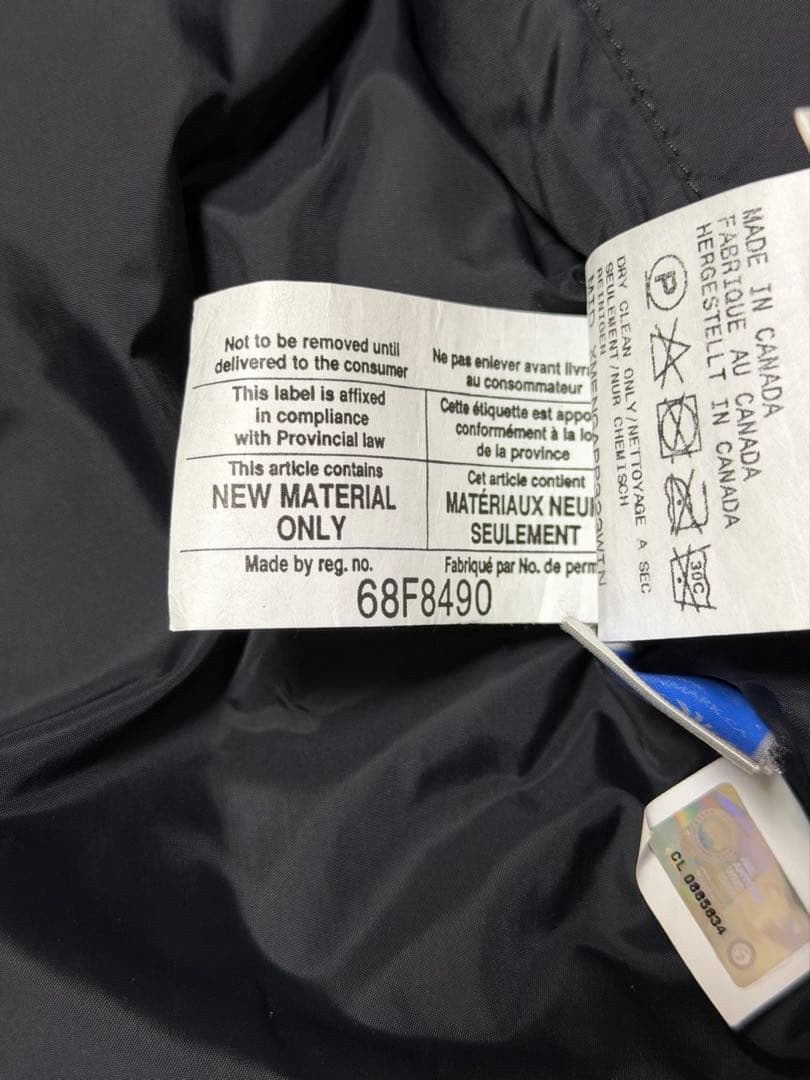 Not to be removed until
delivered to the consumer
Ne pas enlever avant livr
au consommateur
This label is affixed
in compliance
with Provincial law
Cette étiquette est appo
conformément à la lo
de la province
This article contains
NEW MATERIAL
ONLY
Cet article contient
MATÉRIAUX NEU
SEULEMENT
Made by reg. no.
Fabriqué par No. de perm
68F8490
MADE IN CANADA
FABRIQUE AU CANADA
HERGESTELLT IN CANADA
P
30C
DRY CLEAN ONLY/NETTOYAGE A SEC
SEULEMENT/NUR CHEMISCH
REINIGEN
CL 0885834